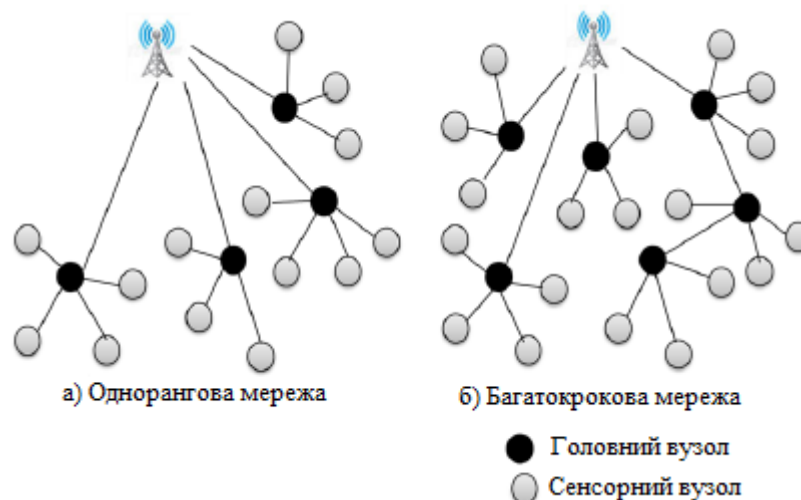 а) Однорангова мережа
б) Багатокрокова мережа
Головний вузол
Сенсорний вузол